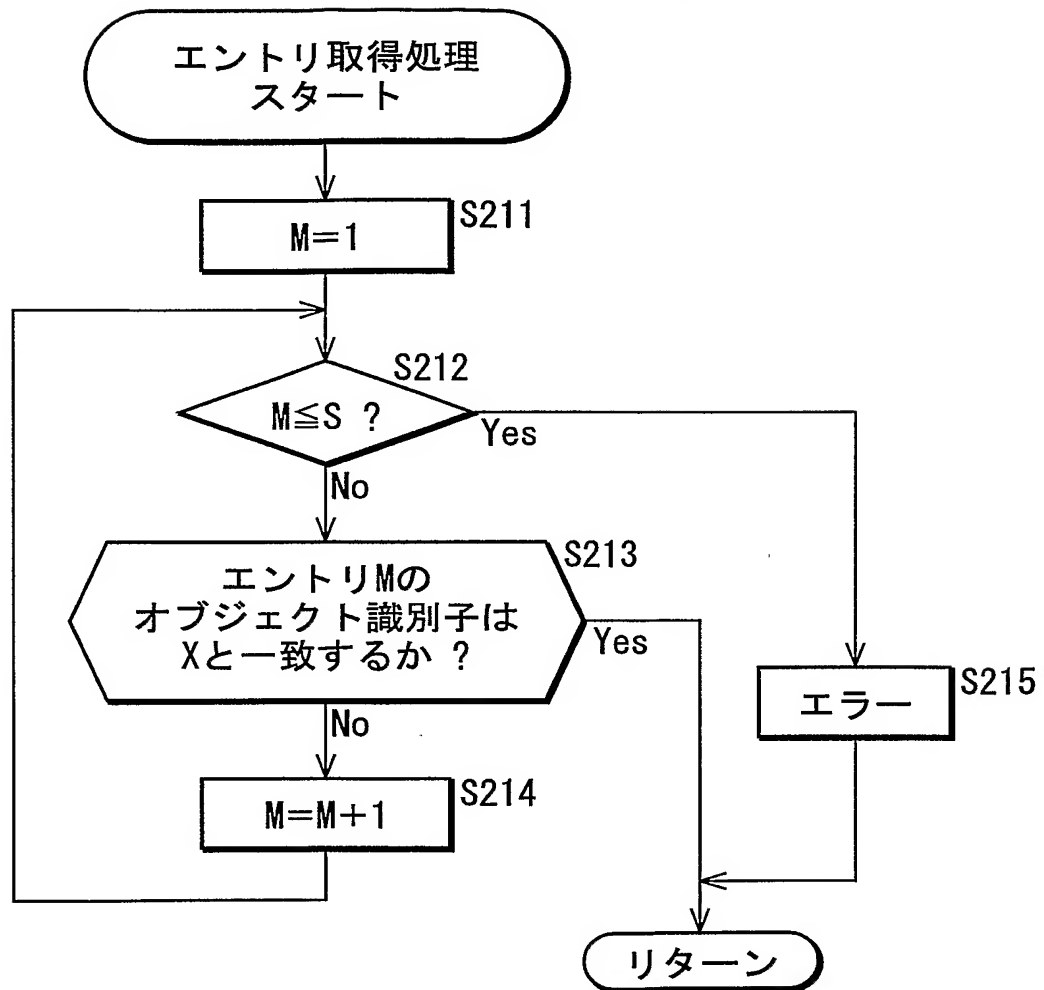 エントリ取得処理
スタート
S211
M=1
S212
M≦S ?
Yes
No
S213
エントリMの
オブジェクト識別子は
Xと一致するか ?
Yes
No
S215
エラー
S214
M=M+1
リターン